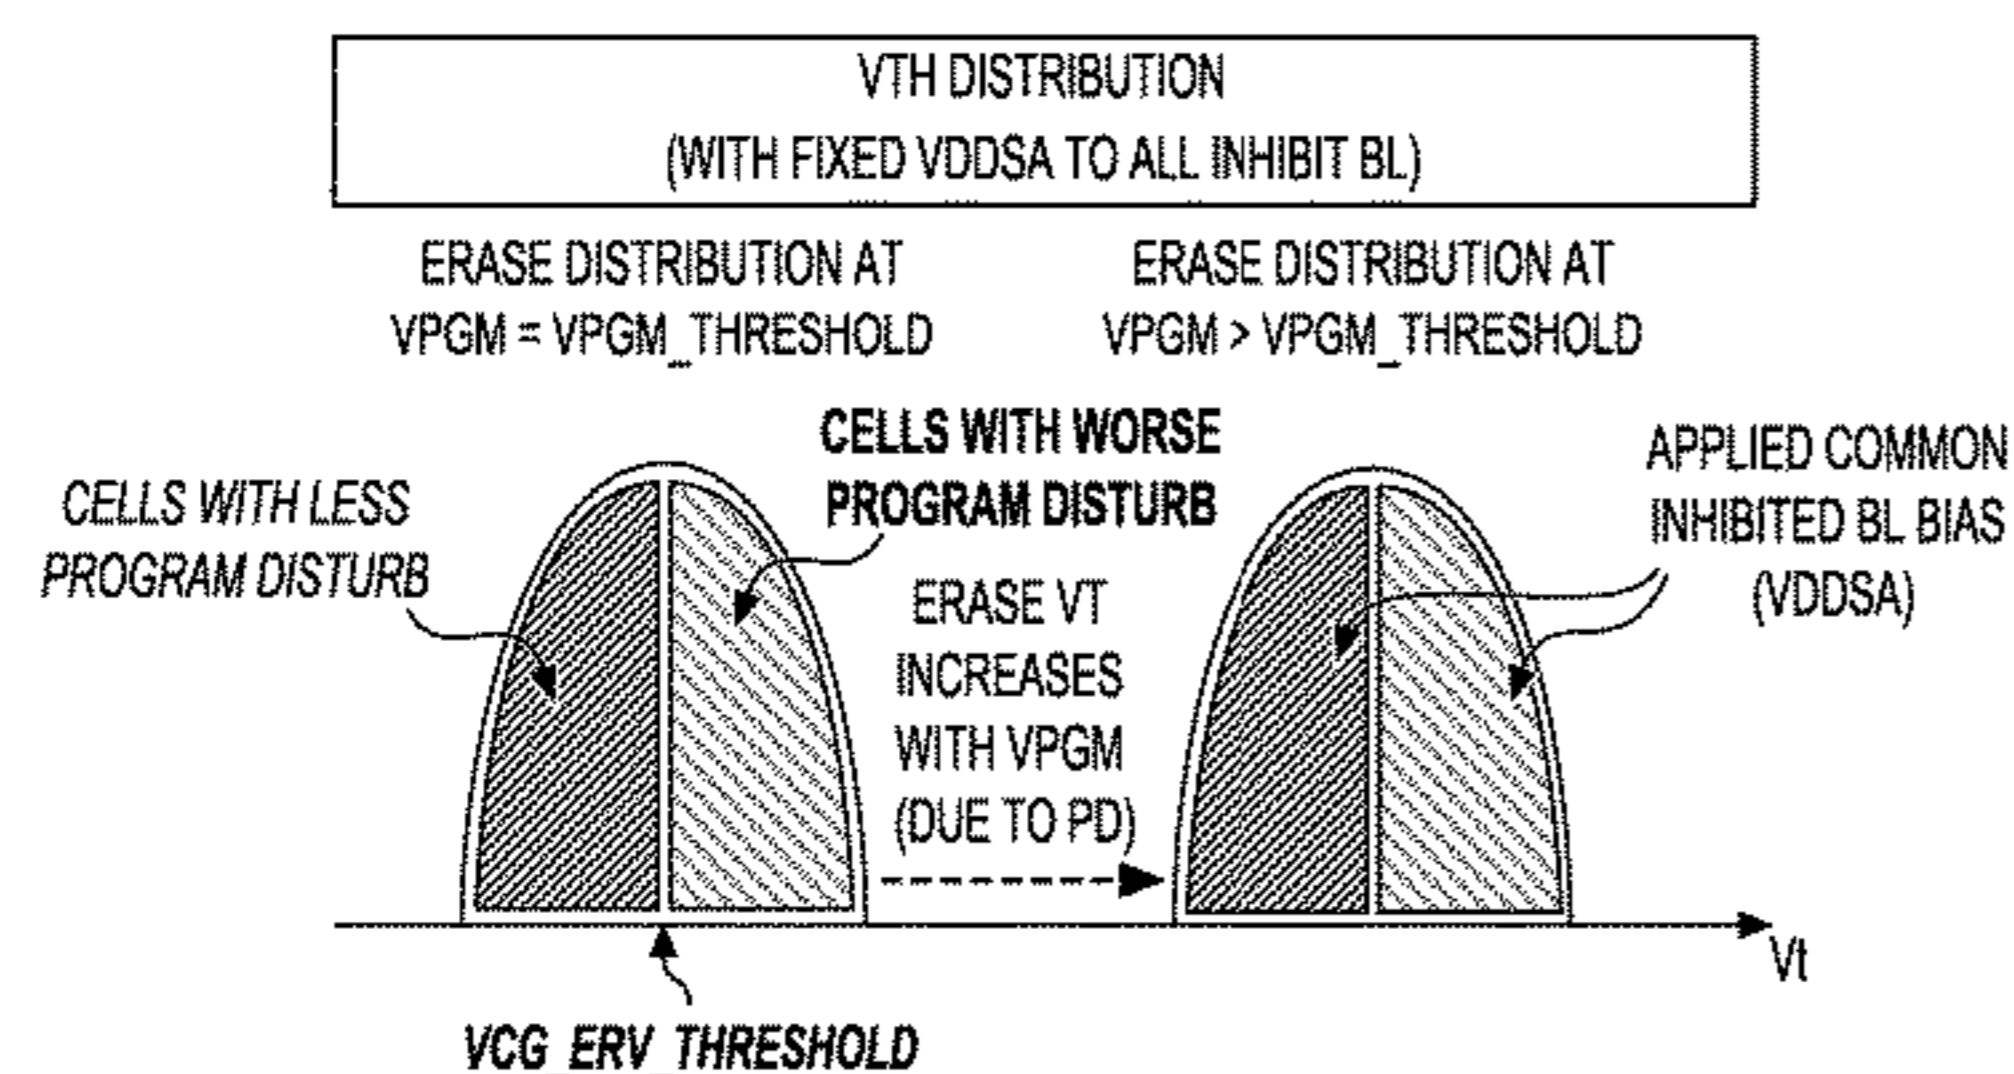 VTH DISTRIBUTION
(WITH FIXED VDDSA TO ALL INHIBIT BL)
ERASE DISTRIBUTION AT
VPGM = VPGM_THRESHOLD
ERASE DISTRIBUTION AT
VPGM > VPGM_THRESHOLD
CELLS WITH LESS
PROGRAM DISTURB
CELLS WITH WORSE
PROGRAM DISTURB
ERASE VT
INCREASES
WITH VPGM
(DUE TO PD)
APPLIED COMMON
INHIBITED BL BIAS
(VDDSA)
Vt
VCG_ERV_THRESHOLD